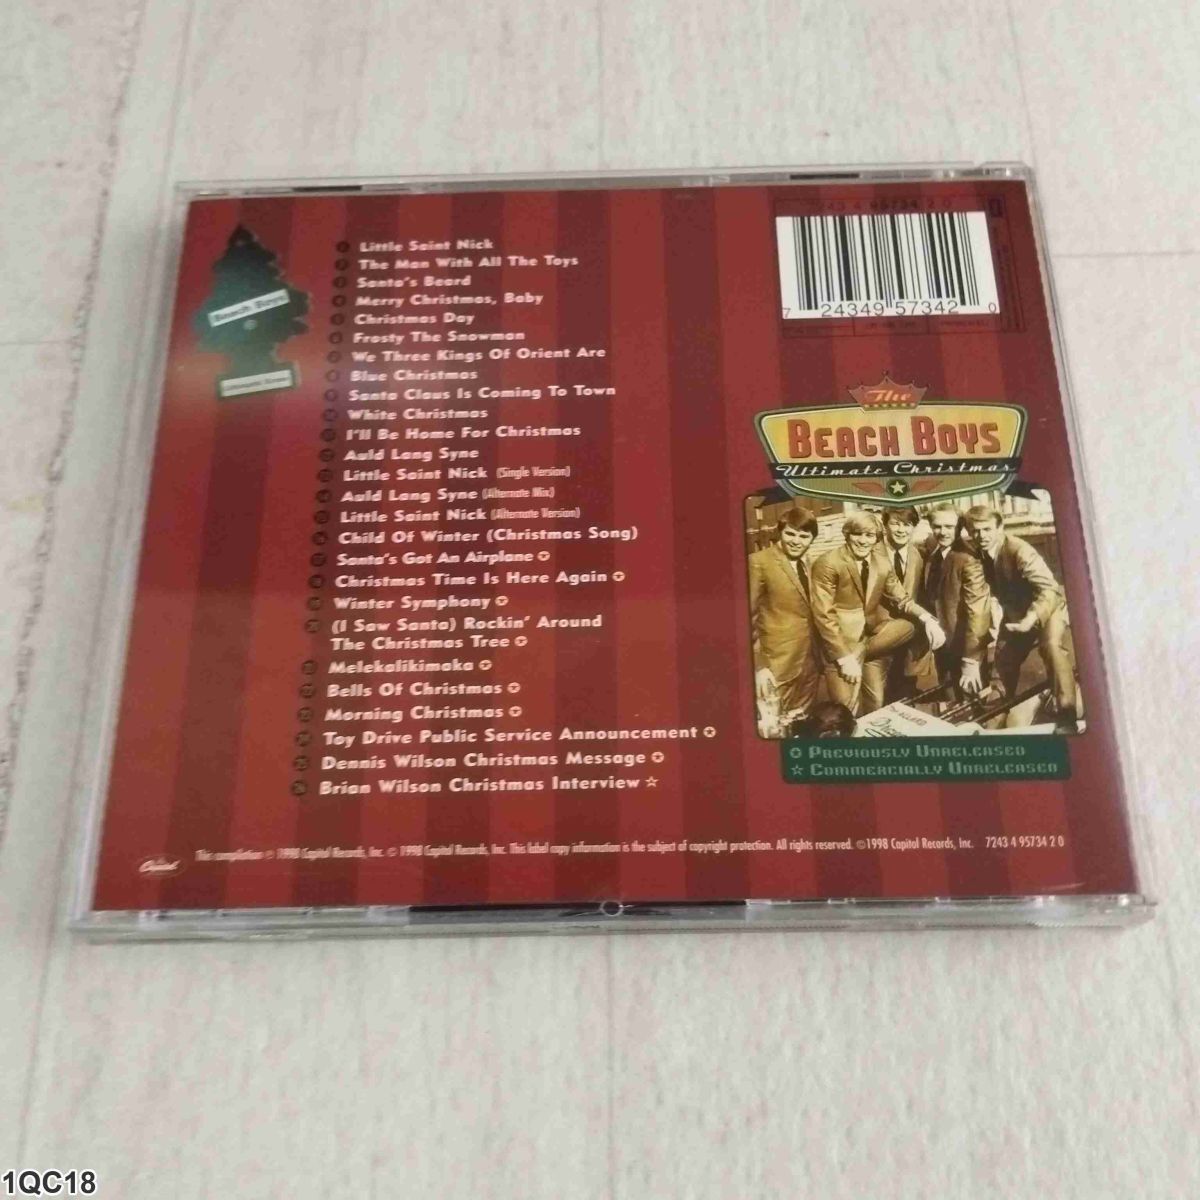 Beach Boys
Little Saint Nick
The Man With All The Toys
Santa's Beard
Merry Christmas, Baby
Christmas Day
Frosty The Snowman
We Three Kings Of Orient Are
Blue Christmas
Santa Claus Is Coming To Town
White Christmas
I'll Be Home For Christmas
Auld Lang Syne
Little Saint Nick (Single Version)
Auld Lang Syne (Alternate Mix)
Little Saint Nick (Alternate Version)
Child Of Winter (Christmas Song)
Santa's Got An Airplane ✪
Christmas Time Is Here Again ✪
Winter Symphony ✪
(I Saw Santa) Rockin' Around
The Christmas Tree ✪
Melekalikimaka ✪
Bells Of Christmas ✪
Morning Christmas ✪
Toy Drive Public Service Announcement ✪
Dennis Wilson Christmas Message ✪
Brian Wilson Christmas Interview ☆
7243 4 95734 2 0
7 24349 57342 0
The
BEACH BOYS
Ultimate Christmas
✪ PREVIOUSLY UNRELEASED
☆ COMMERCIALLY UNRELEASED
Capitol
This compilation ℗ 1998 Capitol Records, Inc. © 1998 Capitol Records, Inc. This label copy information is the subject of copyright protection. All rights reserved. ©1998 Capitol Records, Inc. 7243 4 95734 2 0
1QC18